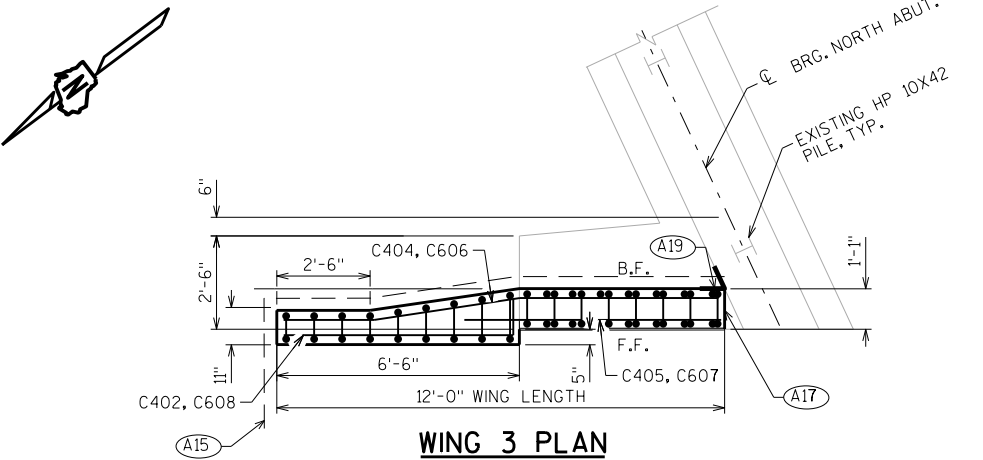 N
℄ BRG. NORTH ABUT.
EXISTING HP 10X42
PILE, TYP.
6"
C404, C606
A19
2'-6"
2'-6"
B.F.
1'-1"
F.F.
11"
6'-6"
5"
C405, C607
C402, C608
12'-0" WING LENGTH
A17
A15
WING 3 PLAN